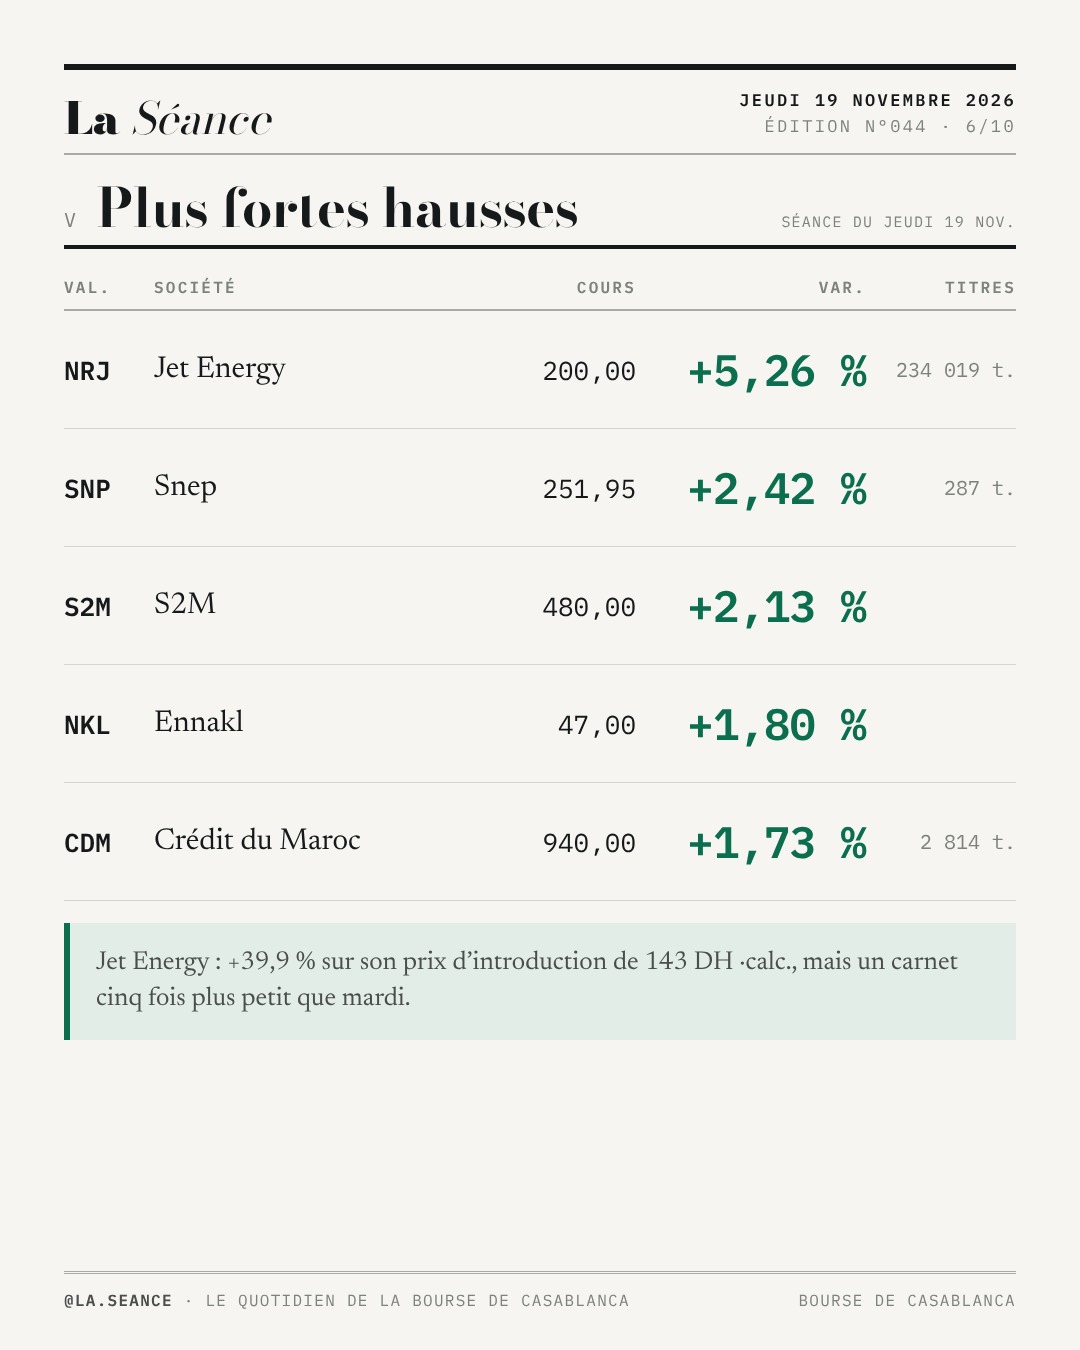 La Séance
JEUDI 19 NOVEMBRE 2026
ÉDITION N°044 · 6/10
V Plus fortes hausses
SÉANCE DU JEUDI 19 NOV.
VAL. SOCIÉTÉ COURS VAR. TITRES
NRJ Jet Energy 200,00 +5,26 % 234 019 t.
SNP Snep 251,95 +2,42 % 287 t.
S2M S2M 480,00 +2,13 %
NKL Ennakl 47,00 +1,80 %
CDM Crédit du Maroc 940,00 +1,73 % 2 814 t.
Jet Energy : +39,9 % sur son prix d’introduction de 143 DH ·calc., mais un carnet
cinq fois plus petit que mardi.
@LA.SEANCE · LE QUOTIDIEN DE LA BOURSE DE CASABLANCA
BOURSE DE CASABLANCA